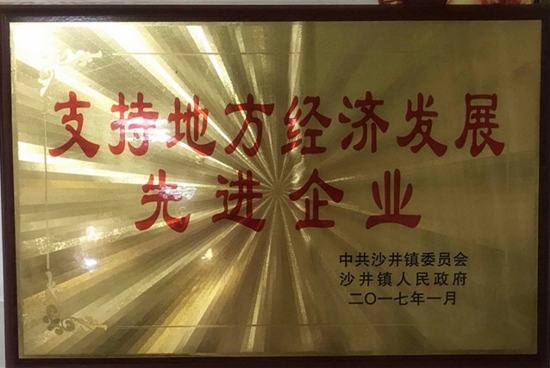 支持地方经济发展
先进企业
中共沙井镇委员会
沙井镇人民政府
二〇一七年一月